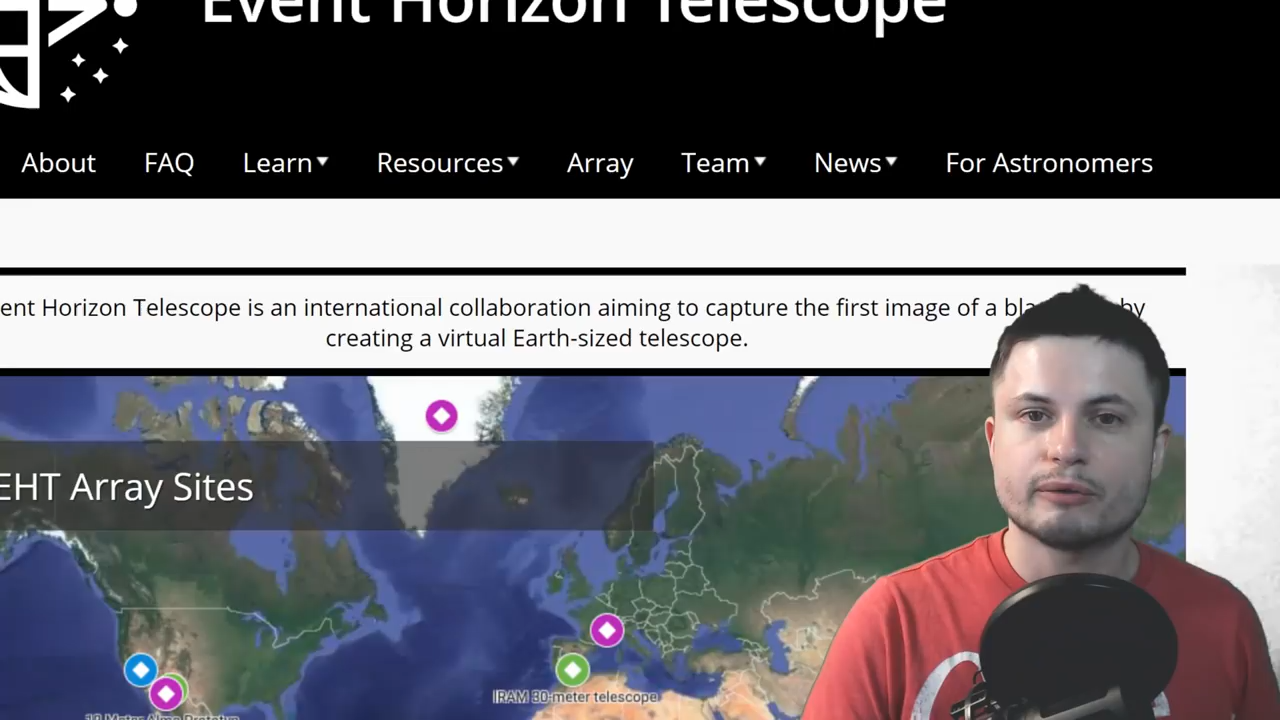 Event Horizon Telescope
About FAQ Learn Resources Array Team News For Astronomers
ent Horizon Telescope is an international collaboration aiming to capture the first image of a bla by
creating a virtual Earth-sized telescope.
EHT Array Sites
IRAM 30-meter telescope